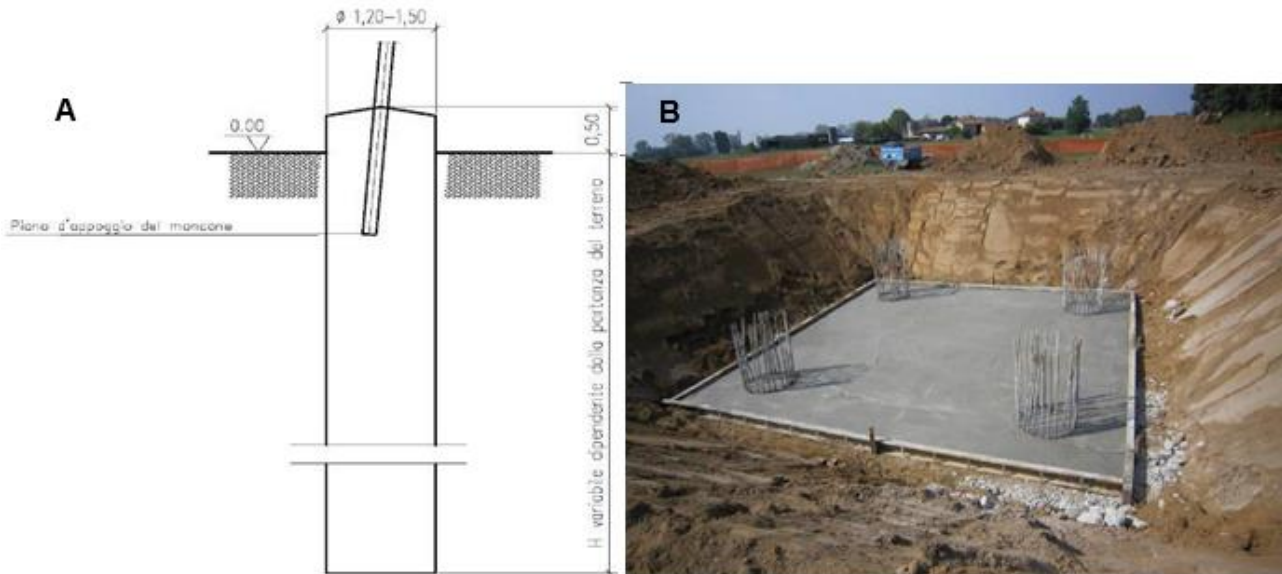 ø 1,20–1,50
A
0.00
0,50
Piano d'appoggio del moncone
H variabile dipendente dalla portanza del terreno
B